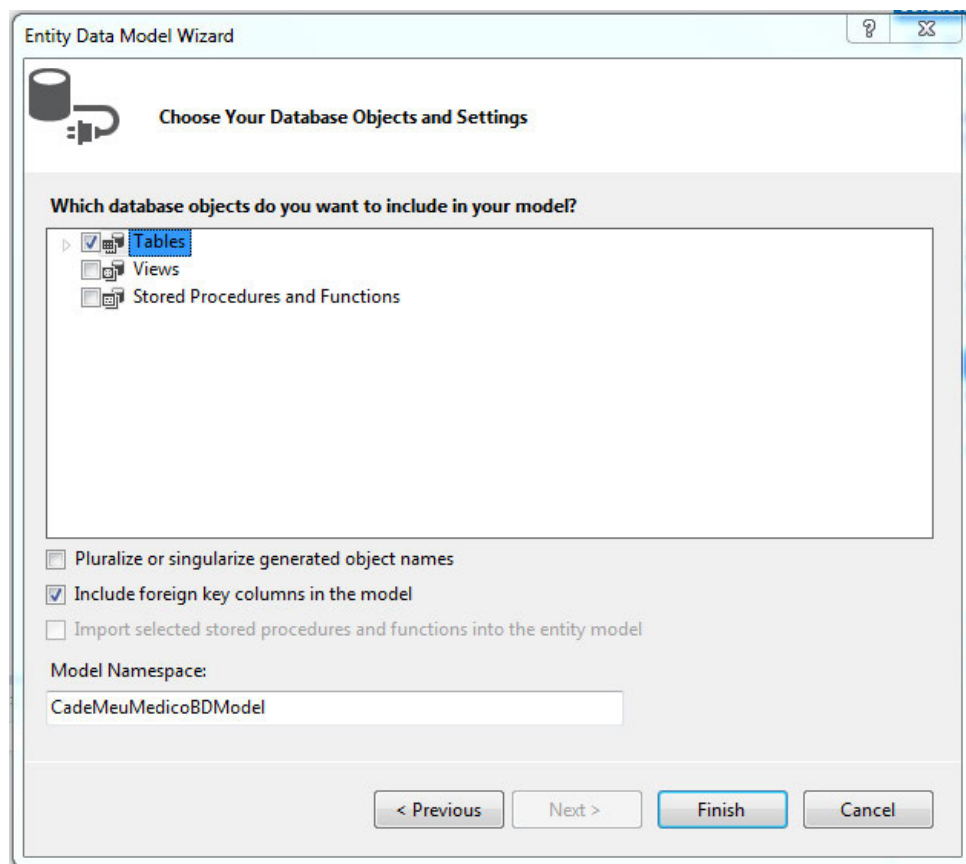 Entity Data Model Wizard
Choose Your Database Objects and Settings
Which database objects do you want to include in your model?
Tables
Views
Stored Procedures and Functions
Pluralize or singularize generated object names
Include foreign key columns in the model
Import selected stored procedures and functions into the entity model
Model Namespace:
CadeMeuMedicoBDModel
< Previous Next > Finish Cancel